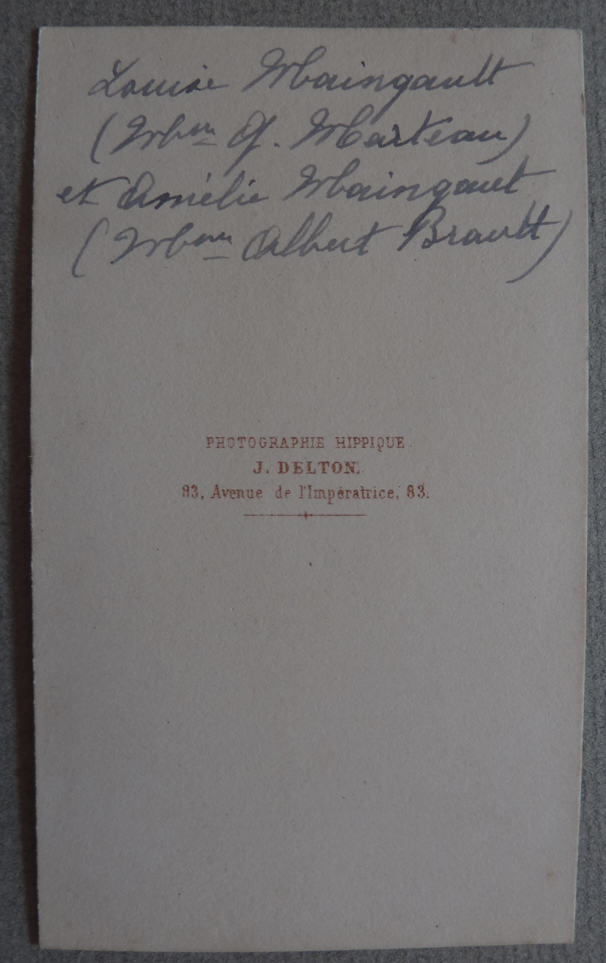 Louise Maingault
(Mme G. Marteau)
et Amélie Maingault
(Mme Albert Brault)
PHOTOGRAPHIE HIPPIQUE
J. DELTON.
83, Avenue de l'Impératrice, 83.